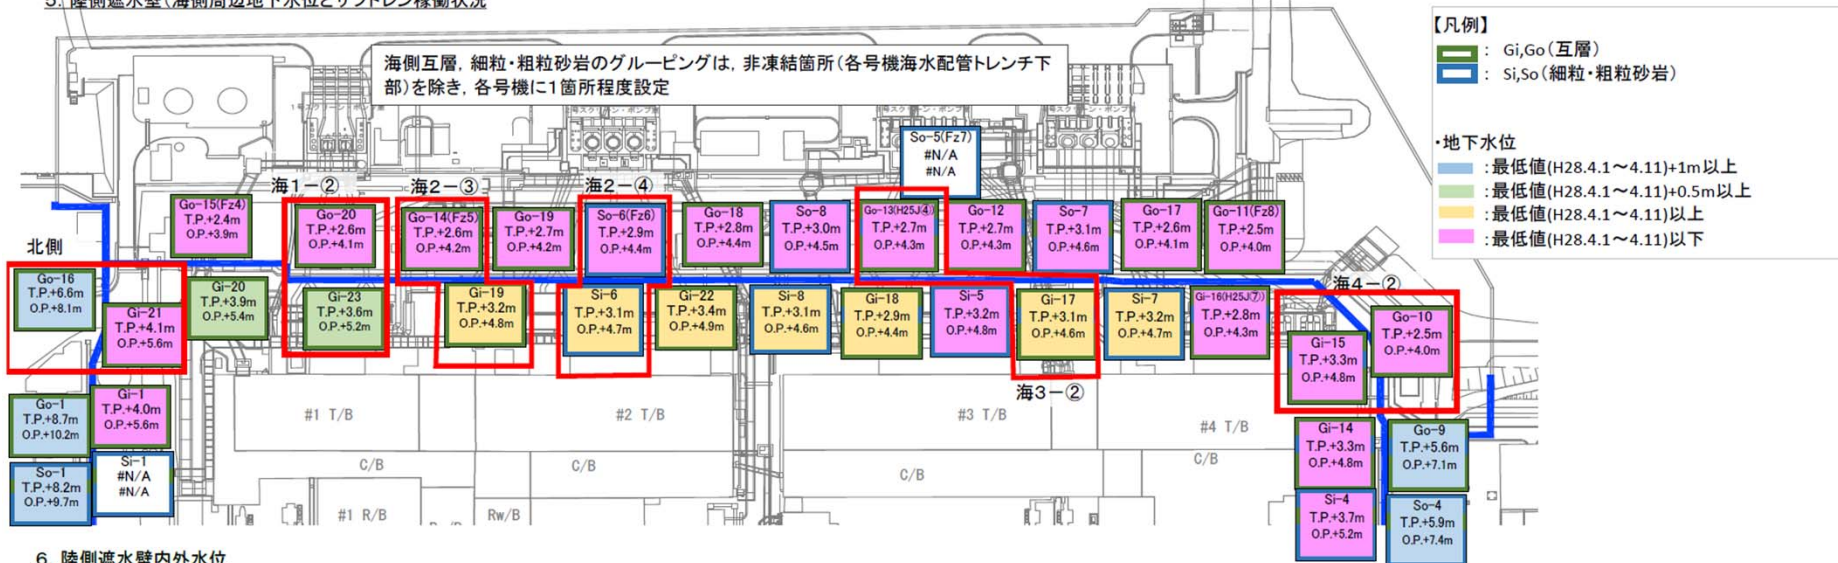 5. 陸側遮水壁(海側周辺地下水位とサブドレン稼働状況
海側互層, 細粒・粗粒砂岩のグルーピングは, 非凍結箇所(各号機海水配管トレンチ下
部)を除き, 各号機に1箇所程度設定
【凡例】
: Gi,Go(互層)
: Si,So(細粒・粗粒砂岩)
・地下水位
:最低値(H28.4.1～4.11)+1m以上
:最低値(H28.4.1～4.11)+0.5m以上
:最低値(H28.4.1～4.11)以上
:最低値(H28.4.1～4.11)以下
So-5(Fz7)
#N/A
#N/A
海1-②
海2-③
海2-④
Go-15(Fz4)
T.P.+2.4m
O.P.+3.9m
Go-20
T.P.+2.6m
O.P.+4.1m
Go-14(Fz5)
T.P.+2.6m
O.P.+4.2m
Go-19
T.P.+2.7m
O.P.+4.2m
So-6(Fz6)
T.P.+2.9m
O.P.+4.4m
Go-18
T.P.+2.8m
O.P.+4.4m
So-8
T.P.+3.0m
O.P.+4.5m
Go-13(H25J④)
T.P.+2.7m
O.P.+4.3m
Go-12
T.P.+2.7m
O.P.+4.3m
So-7
T.P.+3.1m
O.P.+4.6m
Go-17
T.P.+2.6m
O.P.+4.1m
Go-11(Fz8)
T.P.+2.5m
O.P.+4.0m
北側
Go-16
T.P.+6.6m
O.P.+8.1m
Gi-21
T.P.+4.1m
O.P.+5.6m
Gi-20
T.P.+3.9m
O.P.+5.4m
Gi-23
T.P.+3.6m
O.P.+5.2m
Gi-19
T.P.+3.2m
O.P.+4.8m
Si-6
T.P.+3.1m
O.P.+4.7m
Gi-22
T.P.+3.4m
O.P.+4.9m
Si-8
T.P.+3.1m
O.P.+4.6m
Gi-18
T.P.+2.9m
O.P.+4.4m
Si-5
T.P.+3.2m
O.P.+4.8m
Gi-17
T.P.+3.1m
O.P.+4.6m
Si-7
T.P.+3.2m
O.P.+4.7m
Gi-16(H25J⑦)
T.P.+2.8m
O.P.+4.3m
海4-②
Gi-15
T.P.+3.3m
O.P.+4.8m
Go-10
T.P.+2.5m
O.P.+4.0m
海3-②
Go-1
T.P.+8.7m
O.P.+10.2m
Gi-1
T.P.+4.0m
O.P.+5.6m
So-1
T.P.+8.2m
O.P.+9.7m
Si-1
#N/A
#N/A
#1 T/B
#2 T/B
#3 T/B
#4 T/B
C/B
C/B
C/B
C/B
#1 R/B
Rw/B
Gi-14
T.P.+3.3m
O.P.+4.8m
Go-9
T.P.+5.6m
O.P.+7.1m
Si-4
T.P.+3.7m
O.P.+5.2m
So-4
T.P.+5.9m
O.P.+7.4m
6. 陸側遮水壁内外水位